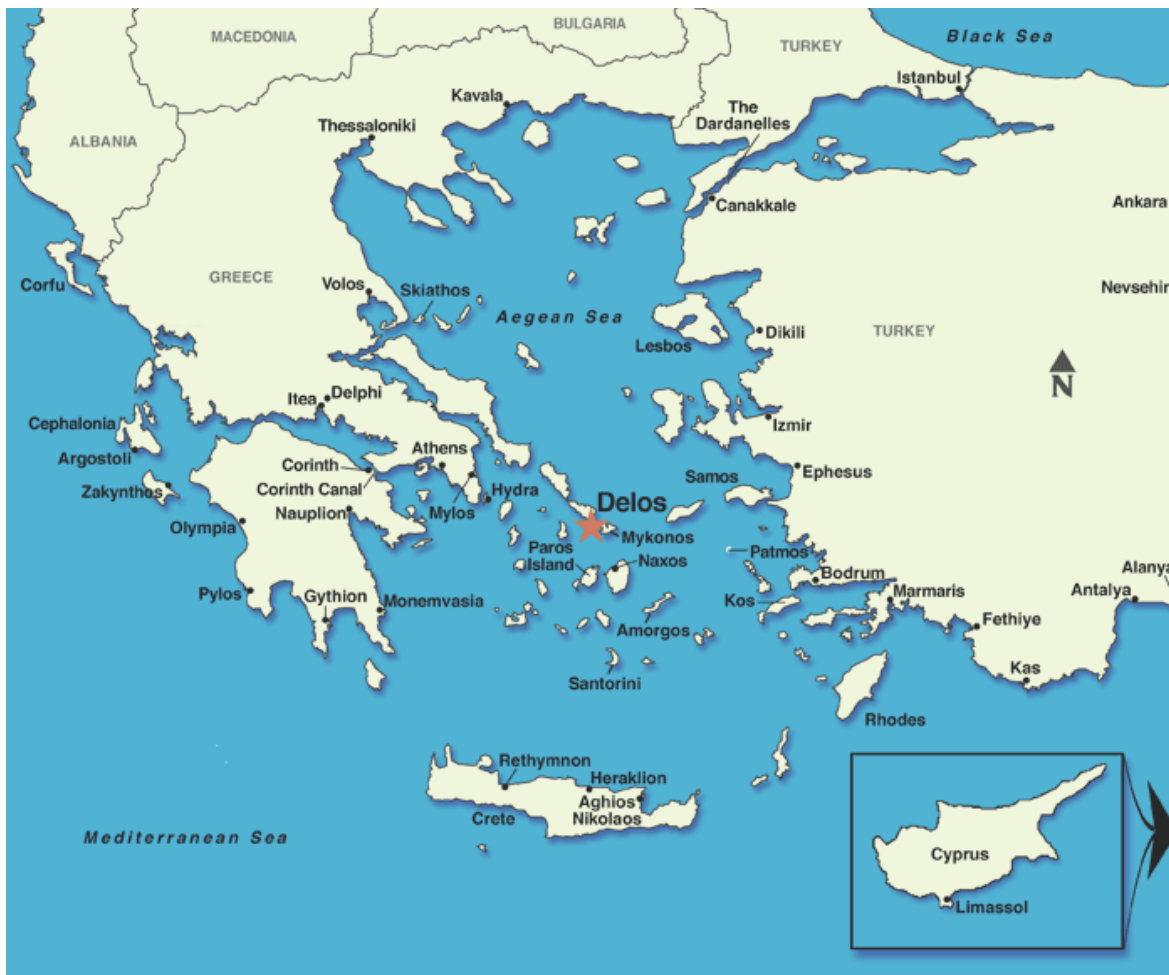 BULGARIA
MACEDONIA
TURKEY
Black Sea
Istanbul
Kavala
The
Dardanelles
Thessaloniki
ALBANIA
Canakkale
Ankara
GREECE
Corfu
Volos
Skiathos
Nevsehir
Aegean Sea
TURKEY
Dikili
Lesbos
N
Delphi
Itea
Cephalonia
Izmir
Athens
Argostoli
Corinth
Ephesus
Samos
Zakynthos
Corinth Canal
Hydra
Delos
Nauplion
Mylos
Olympia
Mykonos
Paros
Island
Patmos
Naxos
Alanya
Bodrum
Pylos
Gythion
Monemvasia
Kos
Marmaris
Antalya
Fethiye
Amorgos
Kas
Santorini
Rhodes
Rethymnon
Heraklion
Aghios
Nikolaos
Crete
Mediterranean Sea
Cyprus
Limassol